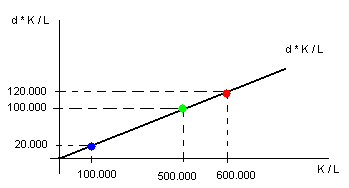 d * K / L
d * K / L
120.000
100.000
20.000
100.000
500.000
600.000
K / L